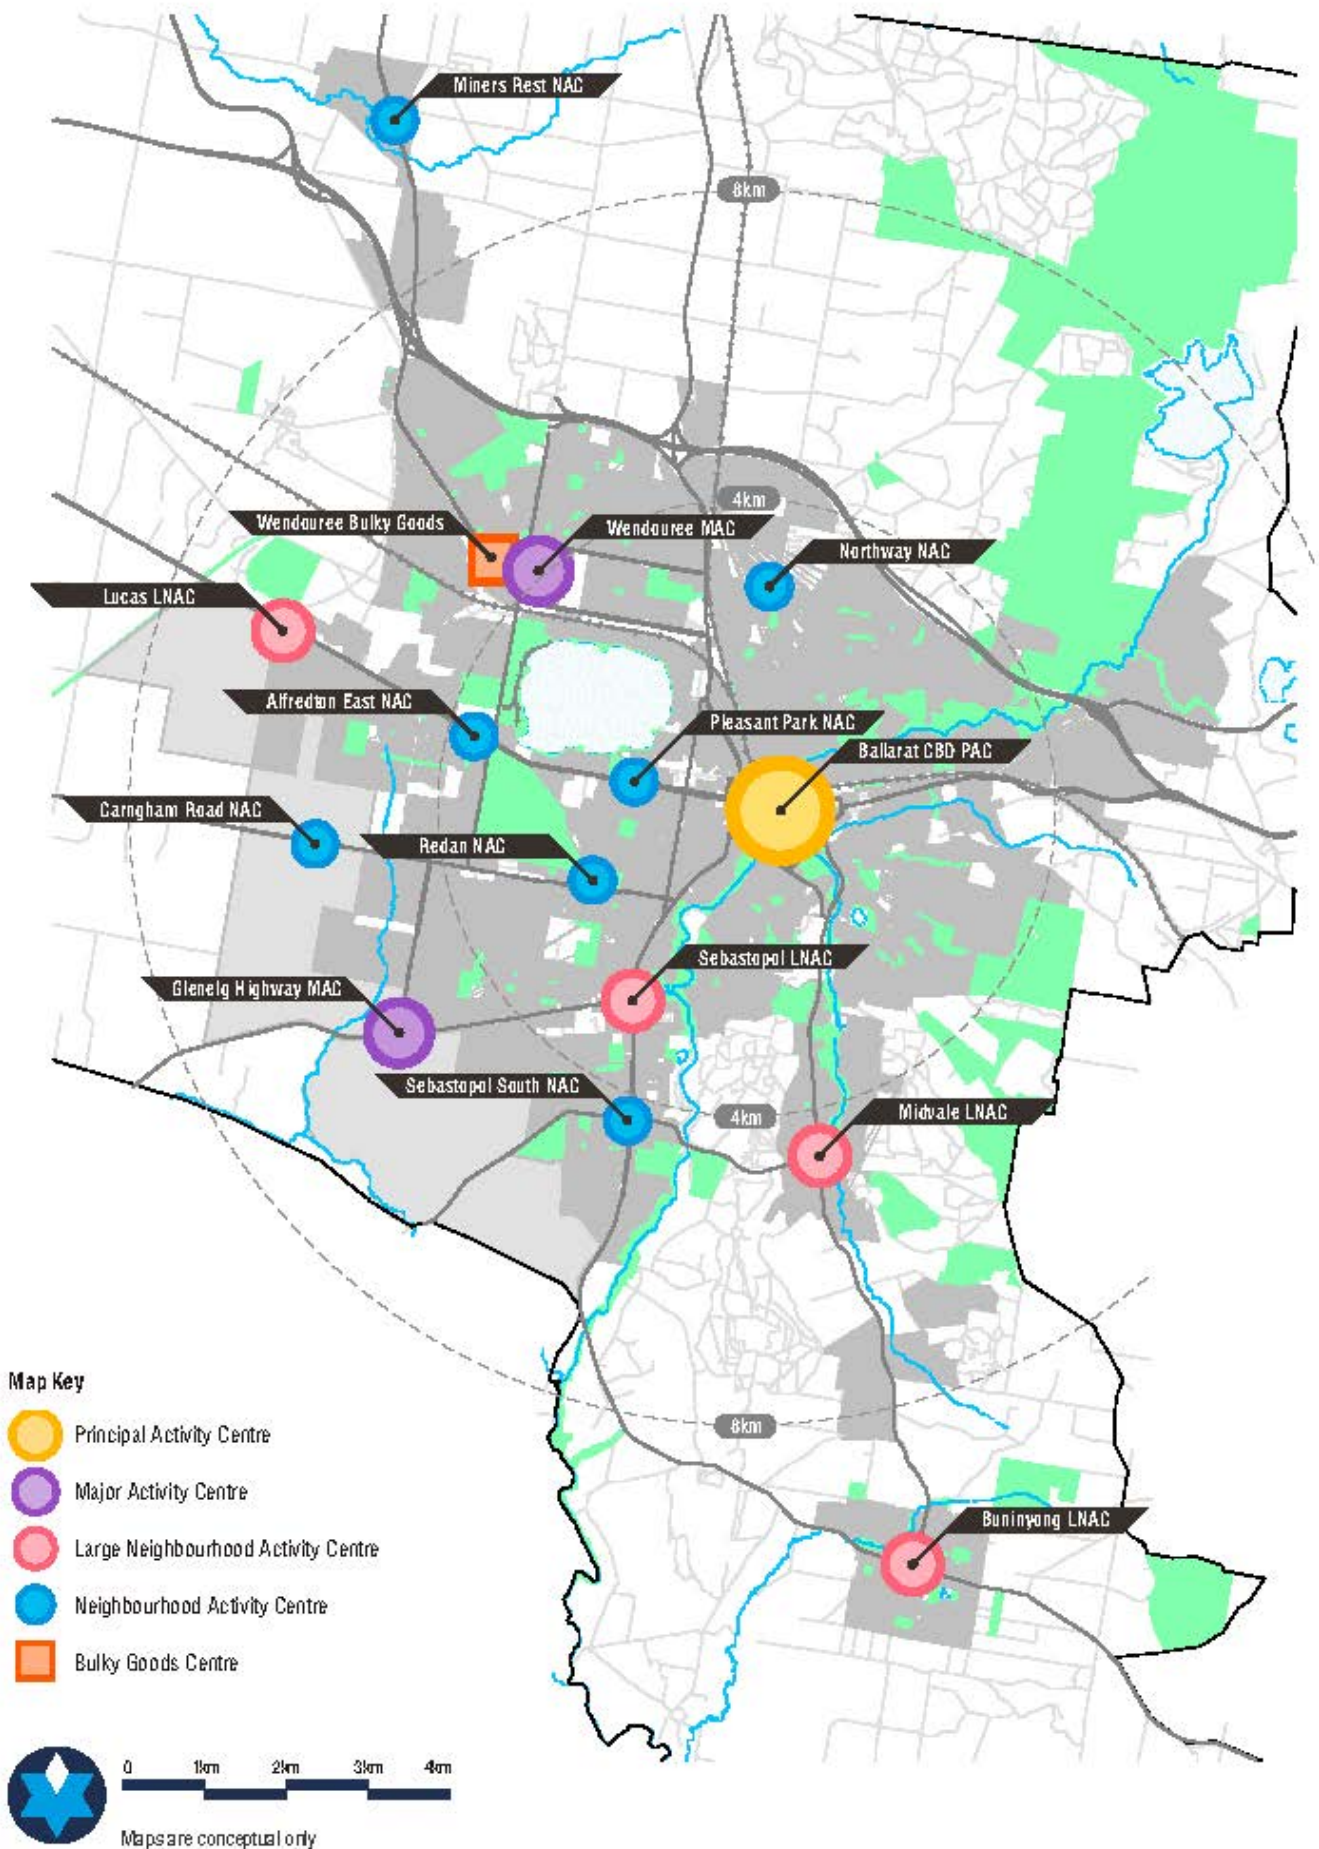 Miners Rest NAC
8km
4km
Wendouree Bulky Goods
Wendouree MAC
Northway NAC
Lucas LNAC
Alfredton East NAC
Pleasant Park NAC
Ballarat CBD PAC
Carngham Road NAC
Redan NAC
Sebastopol LNAC
Glenelg Highway MAC
Sebastopol South NAC
Midvale LNAC
4km
8km
Buninyong LNAC
Map Key
Principal Activity Centre
Major Activity Centre
Large Neighbourhood Activity Centre
Neighbourhood Activity Centre
Bulky Goods Centre
0 1km 2km 3km 4km
Maps are conceptual only